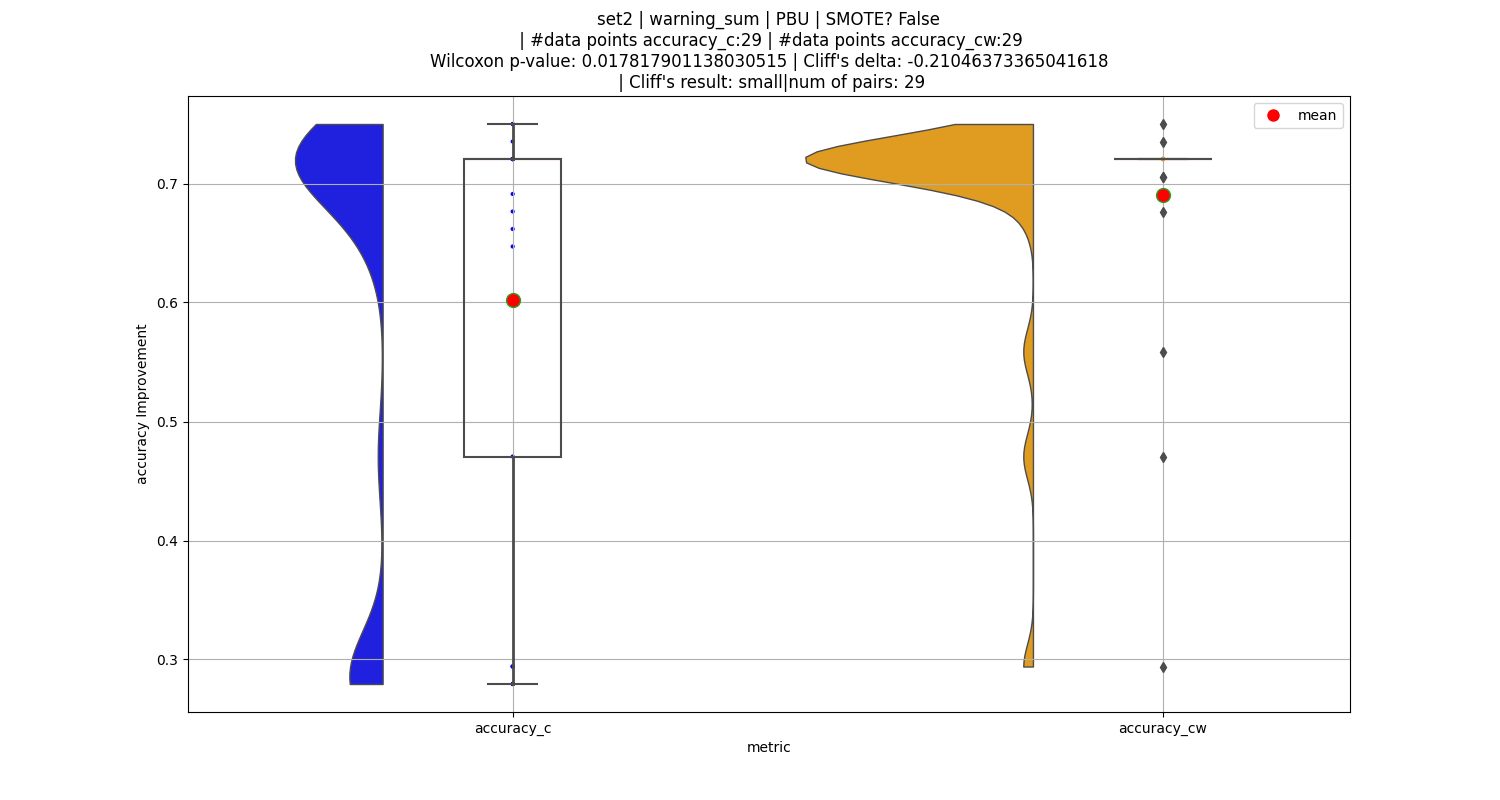 set2 | warning_sum | PBU | SMOTE? False
| #data points accuracy_c:29 | #data points accuracy_cw:29
Wilcoxon p-value: 0.017817901138030515 | Cliff's delta: -0.21046373365041618
| Cliff's result: small|num of pairs: 29
mean
0.7
0.6
0.5
0.4
0.3
accuracy Improvement
accuracy_c
accuracy_cw
metric